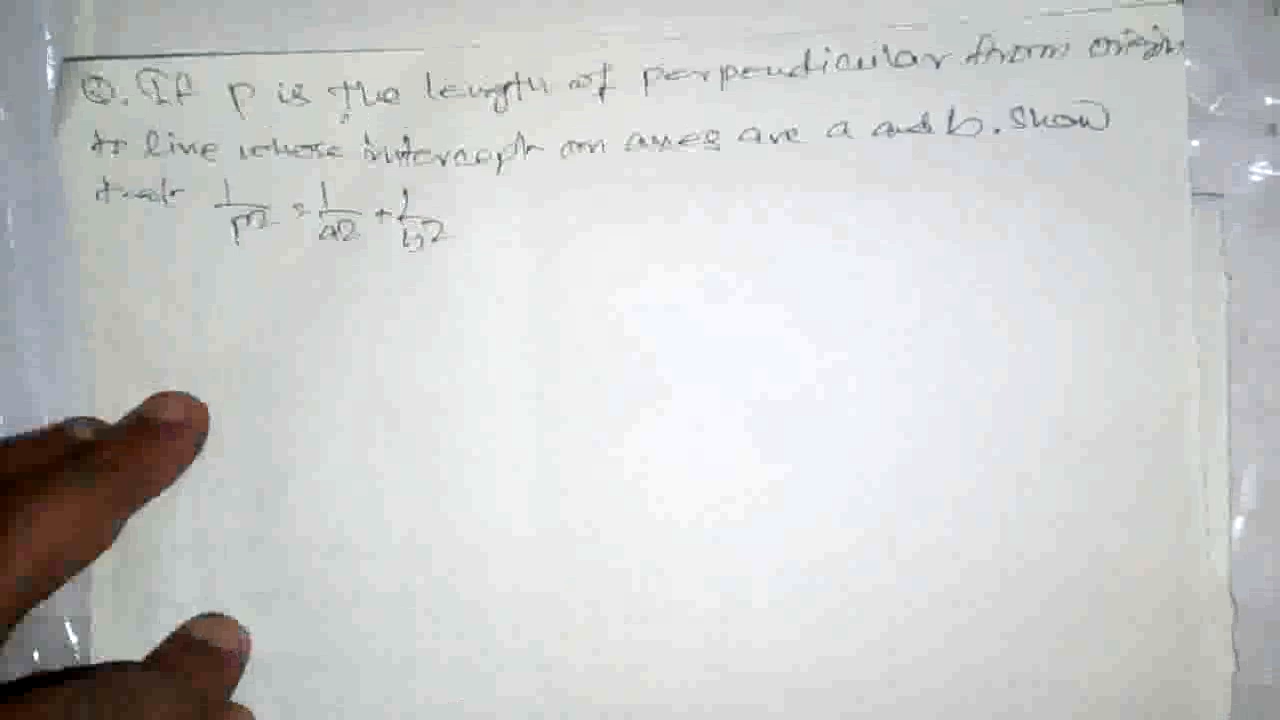 Q. If p is the length of perpendicular from origin
to line whose intercept on axes are a and b. show
that 1/p2 = 1/a2 + 1/b2